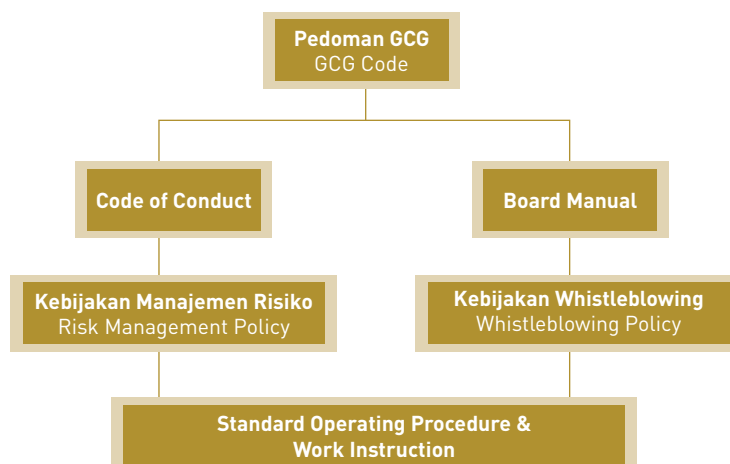 Pedoman GCG
GCG Code
Code of Conduct
Board Manual
Kebijakan Manajemen Risiko
Risk Management Policy
Kebijakan Whistleblowing
Whistleblowing Policy
Standard Operating Procedure &
Work Instruction